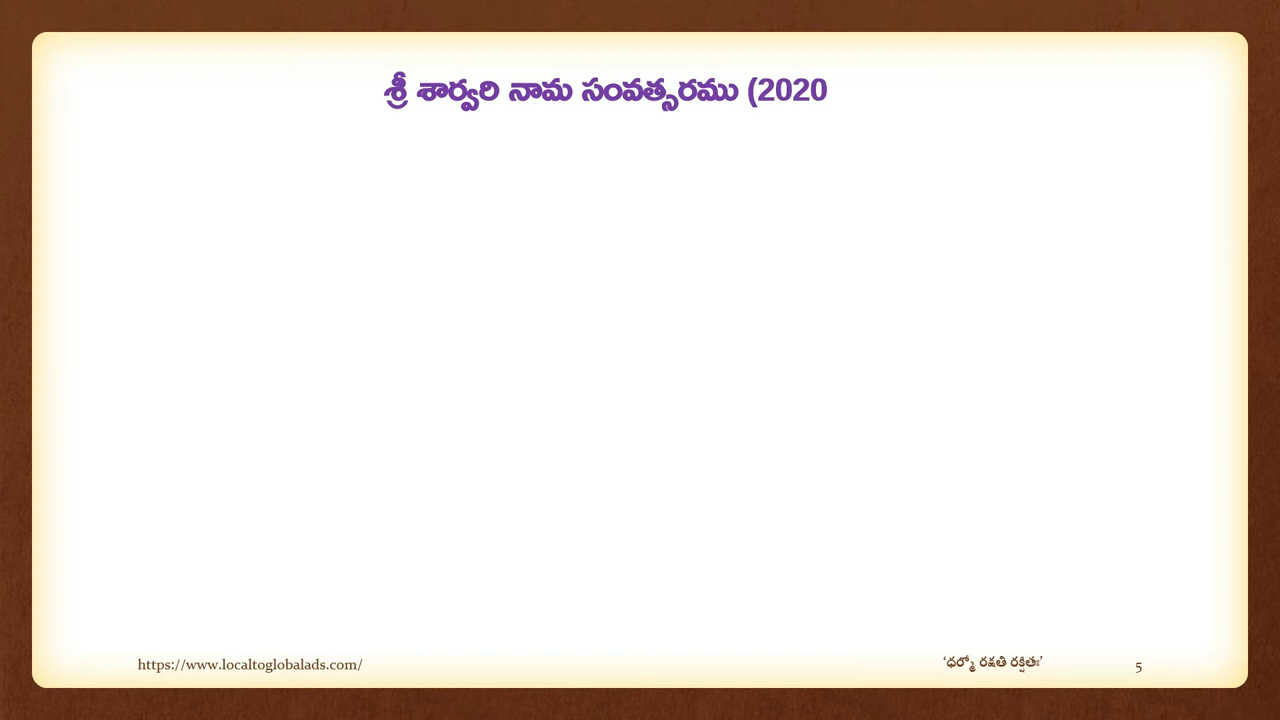 శ్రీ శార్వరి నామ సంవత్సరము (2020
https://www.localtoglobalads.com/
‘ధర్మో రక్షతి రక్షితః’
5